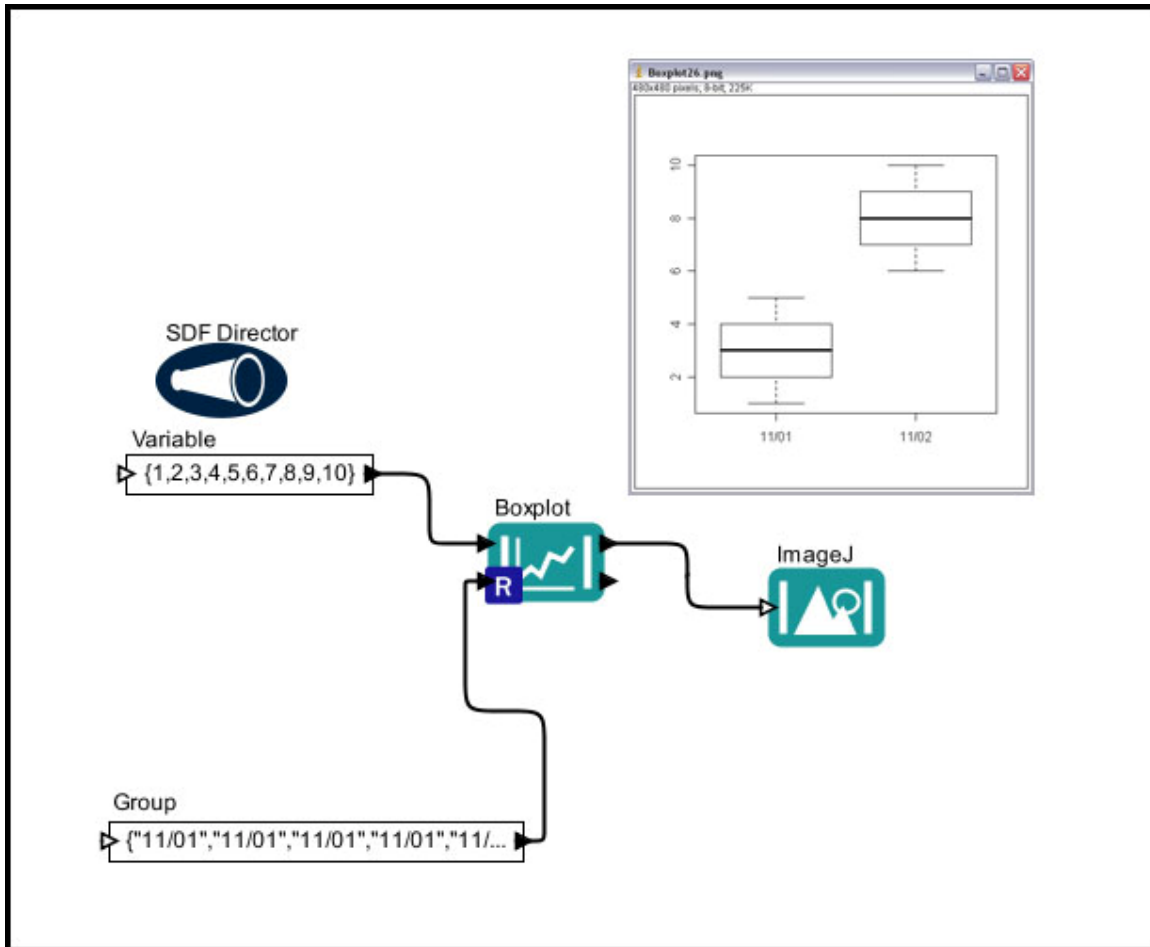 Boxplot26.png
480x480 pixels; 8-bit; 225K
10
8
6
4
2
11/01 11/02
SDF Director
Variable
{1,2,3,4,5,6,7,8,9,10}
Boxplot
R
ImageJ
Group
{"11/01","11/01","11/01","11/01","11/...